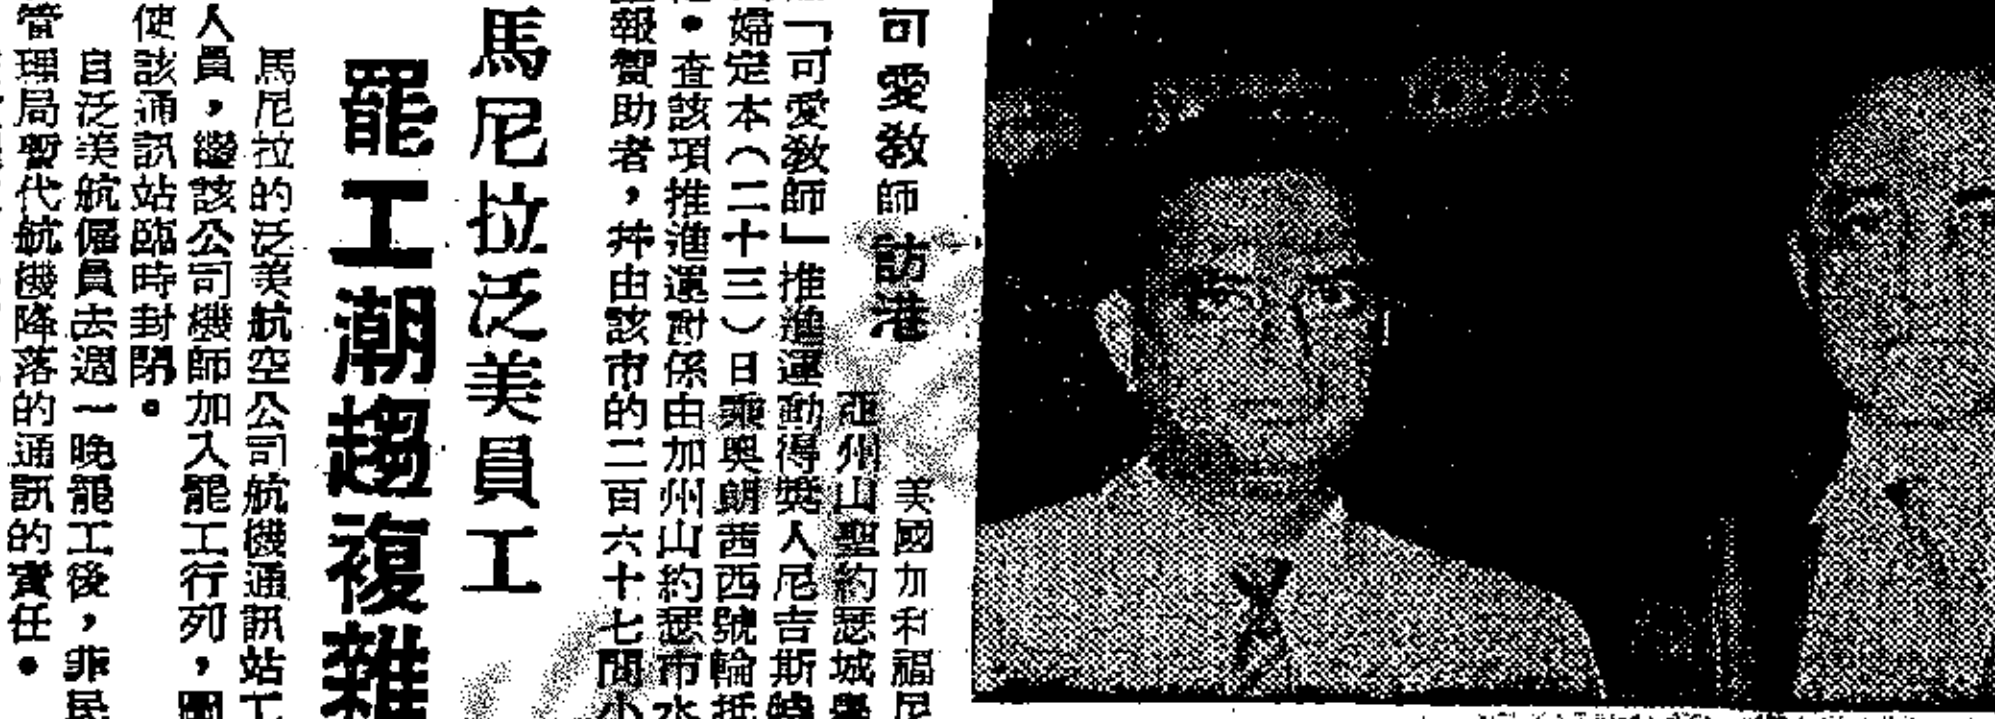 可愛教師訪港
美國加利福尼
亞州山聖約瑟城舉
「可愛教師」推進運動得獎人尼吉斯特
婦定本（二十三）日乘奧朗茜西號輪抵
。查該項推進運動係由加州山約瑟市水
報贊助者，并由該市的二百六十七間小
馬尼拉泛美員工
罷工潮趨複雜
馬尼拉的泛美航空公司航機通訊站工
人員，繼該公司機師加入罷工行列，
使該通訊站臨時封閉。
自泛美航僱員去週一晚罷工後，菲民
管理局暫代航機降落的通訊的責任。